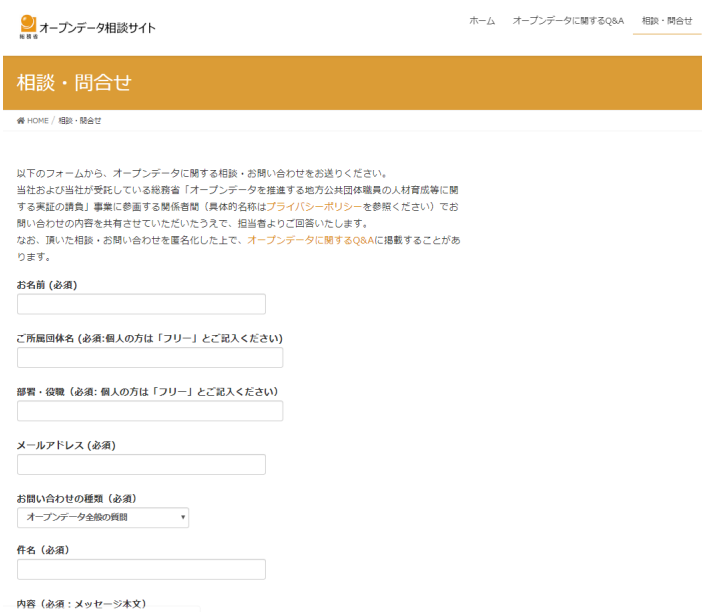 総務省
オープンデータ相談サイト
ホーム オープンデータに関するQ&A 相談・問合せ
相談・問合せ
HOME / 相談・問合せ
以下のフォームから、オープンデータに関する相談・お問い合わせをお送りください。
当社および当社が受託している総務省「オープンデータを推進する地方公共団体職員の人材育成等に関
する実証の請負」事業に参画する関係者間（具体的名称はプライバシーポリシーを参照ください）でお
問い合わせの内容を共有させていただいたうえで、担当者よりご回答いたします。
なお、頂いた相談・お問い合わせを匿名化した上で、オープンデータに関するQ&Aに掲載することがあ
ります。
お名前 (必須)
ご所属団体名 (必須:個人の方は「フリー」とご記入ください)
部署・役職（必須: 個人の方は「フリー」とご記入ください）
メールアドレス (必須)
お問い合わせの種類（必須）
オープンデータ全般の質問
件名（必須）
内容（必須：メッセージ本文）